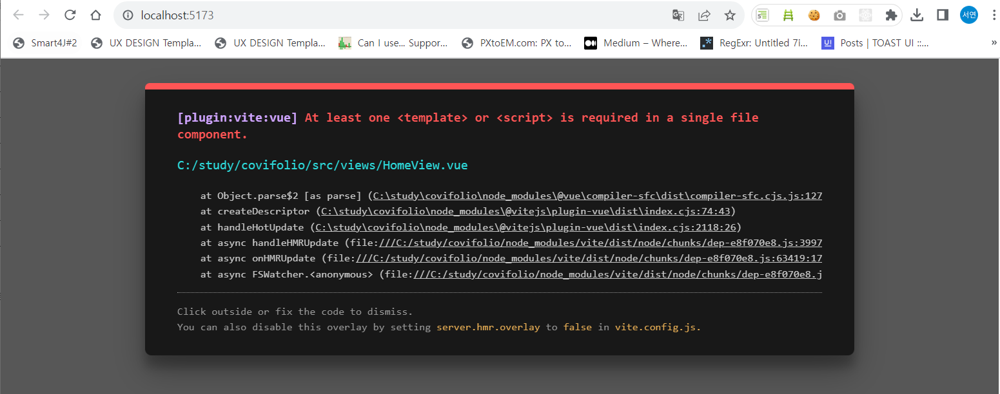 localhost:5173
서연
Smart4J#2
UX DESIGN Templa...
UX DESIGN Templa...
Can I use... Suppor...
PXtoEM.com: PX to...
Medium – Where...
RegExr: Untitled 7i...
Posts | TOAST UI ::...
»
[plugin:vite:vue] At least one <template> or <script> is required in a single file
component.
C:/study/covifolio/src/views/HomeView.vue
at Object.parse$2 [as parse] (C:\study\covifolio\node_modules\@vue\compiler-sfc\dist\compiler-sfc.cjs.js:127
at createDescriptor (C:\study\covifolio\node_modules\@vitejs\plugin-vue\dist\index.cjs:74:43)
at handleHotUpdate (C:\study\covifolio\node_modules\@vitejs\plugin-vue\dist\index.cjs:2118:26)
at async handleHMRUpdate (file:///C:/study/covifolio/node_modules/vite/dist/node/chunks/dep-e8f070e8.js:3997
at async onHMRUpdate (file:///C:/study/covifolio/node_modules/vite/dist/node/chunks/dep-e8f070e8.js:63419:17
at async FSWatcher.<anonymous> (file:///C:/study/covifolio/node_modules/vite/dist/node/chunks/dep-e8f070e8.j
Click outside or fix the code to dismiss.
You can also disable this overlay by setting server.hmr.overlay to false in vite.config.js.